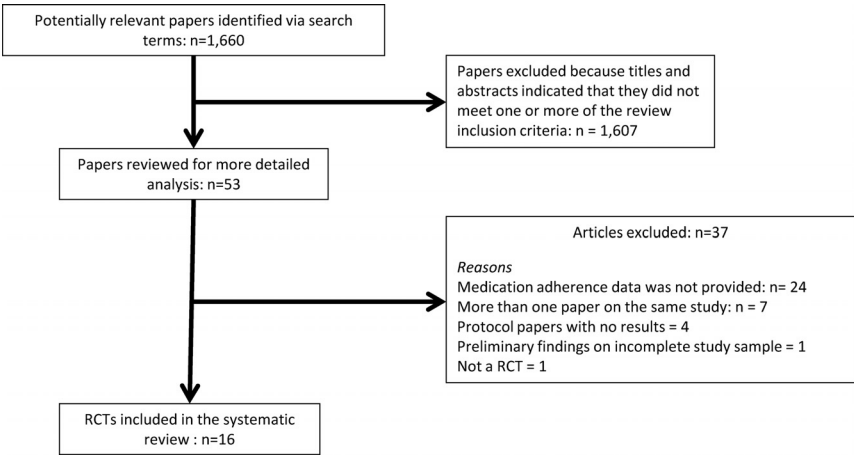 Potentially relevant papers identified via search
terms: n=1,660
Papers excluded because titles and
abstracts indicated that they did not
meet one or more of the review
inclusion criteria: n = 1,607
Papers reviewed for more detailed
analysis: n=53
Articles excluded: n=37
Reasons
Medication adherence data was not provided: n= 24
More than one paper on the same study: n = 7
Protocol papers with no results = 4
Preliminary findings on incomplete study sample = 1
Not a RCT = 1
RCTs included in the systematic
review : n=16